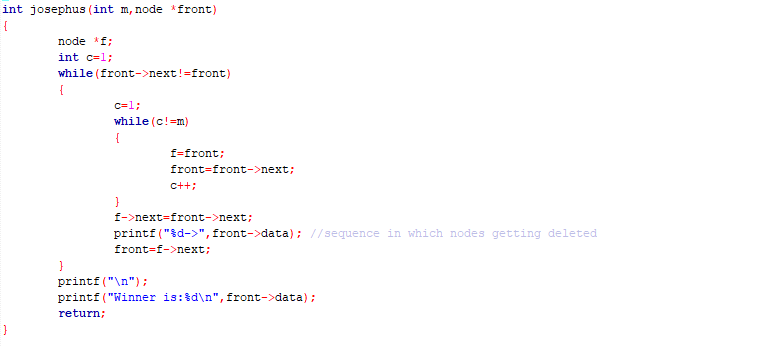 int josephus(int m,node *front)
{
        node *f;
        int c=1;
        while(front->next!=front)
        {
                c=1;
                while(c!=m)
                {
                        f=front;
                        front=front->next;
                        c++;
                }
                f->next=front->next;
                printf("%d->",front->data); //sequence in which nodes getting deleted
                front=f->next;
        }
        printf("\n");
        printf("Winner is:%d\n",front->data);
        return;
}